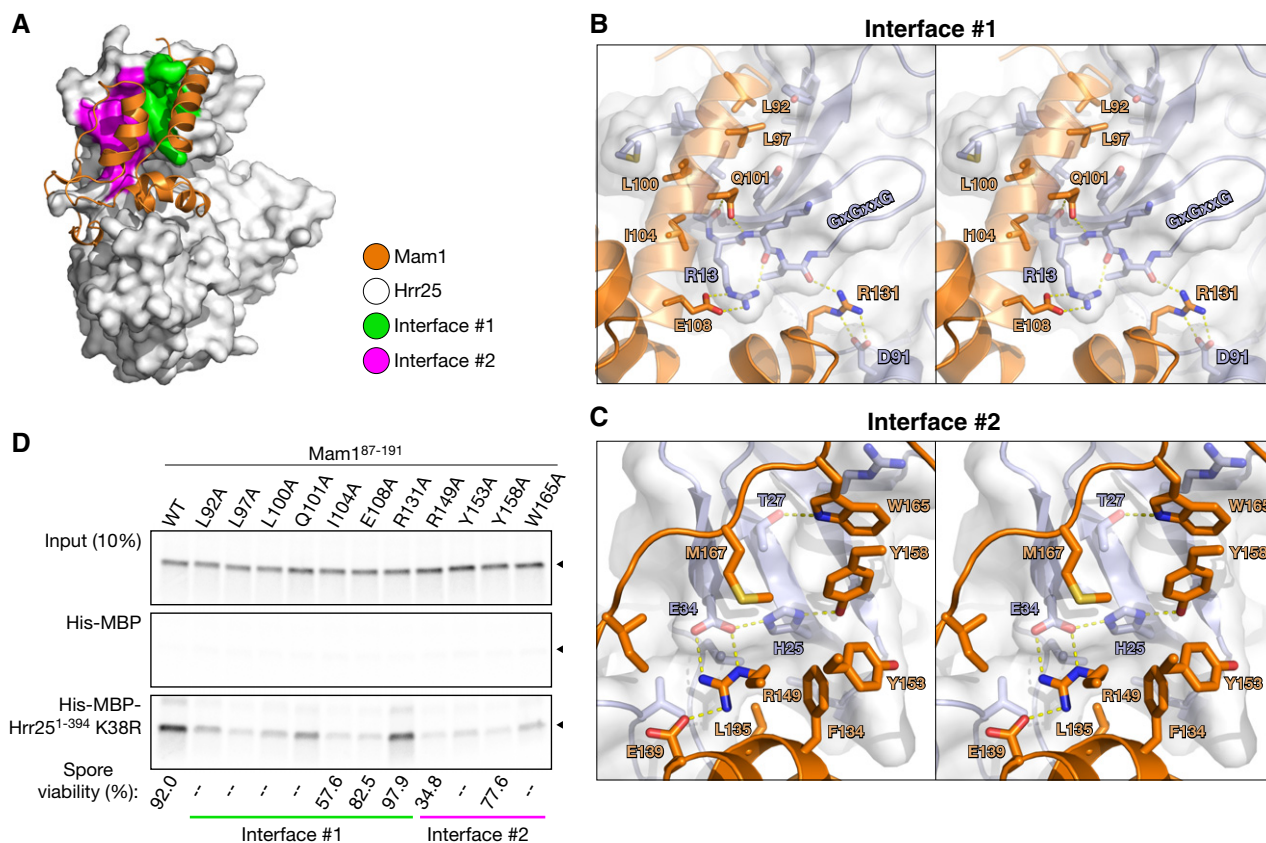 A
Mam1
Hrr25
Interface #1
Interface #2
B
Interface #1
L92
L97
L100
Q101
GxGxxG
I104
R13
R131
E108
D91
L92
L97
L100
Q101
GxGxxG
I104
R13
R131
E108
D91
C
Interface #2
T27
W165
M167
Y158
E34
H25
Y153
R149
L135
F134
E139
T27
W165
M167
Y158
E34
H25
Y153
R149
L135
F134
E139
D
Mam187-191
WT L92A L97A L100A Q101A I104A E108A R131A R149A Y153A Y158A W165A
Input (10%)
His-MBP
His-MBP-
Hrr251-394 K38R
Spore
viability (%):
92.0 -- -- -- -- 57.6 82.5 97.9 34.8 -- 77.6 --
Interface #1 Interface #2